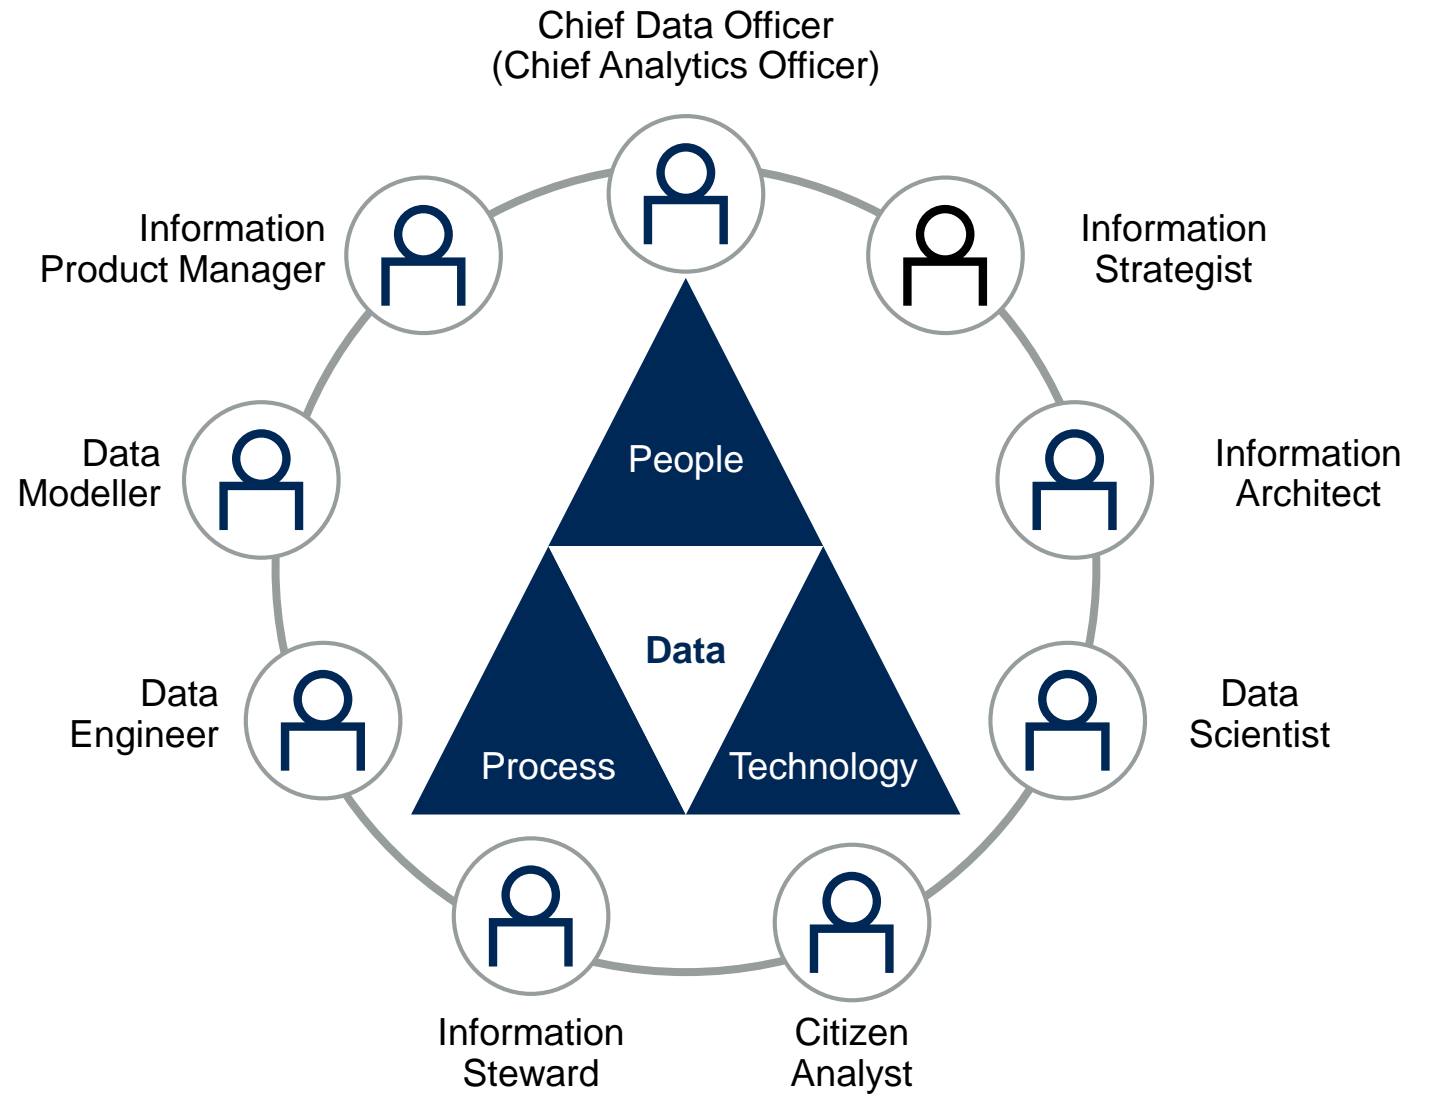 Chief Data Officer
(Chief Analytics Officer)
Information
Product Manager
Information
Strategist
Data
Modeller
People
Information
Architect
Data
Engineer
Data
Data
Scientist
Process
Technology
Information
Steward
Citizen
Analyst